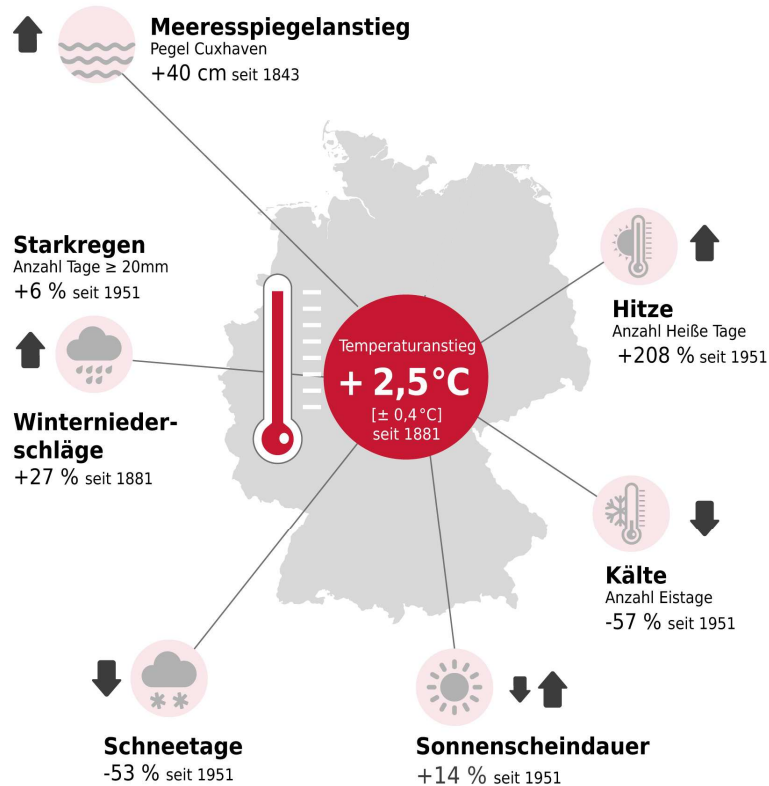 Meeresspiegelanstieg
Pegel Cuxhaven
+40 cm seit 1843
Starkregen
Anzahl Tage ≥ 20mm
+6 % seit 1951
Hitze
Anzahl Heiße Tage
+208 % seit 1951
Temperaturanstieg
+ 2,5°C
[± 0,4°C]
seit 1881
Winternieder-
schläge
+27 % seit 1881
Kälte
Anzahl Eistage
-57 % seit 1951
Schneetage
-53 % seit 1951
Sonnenscheindauer
+14 % seit 1951